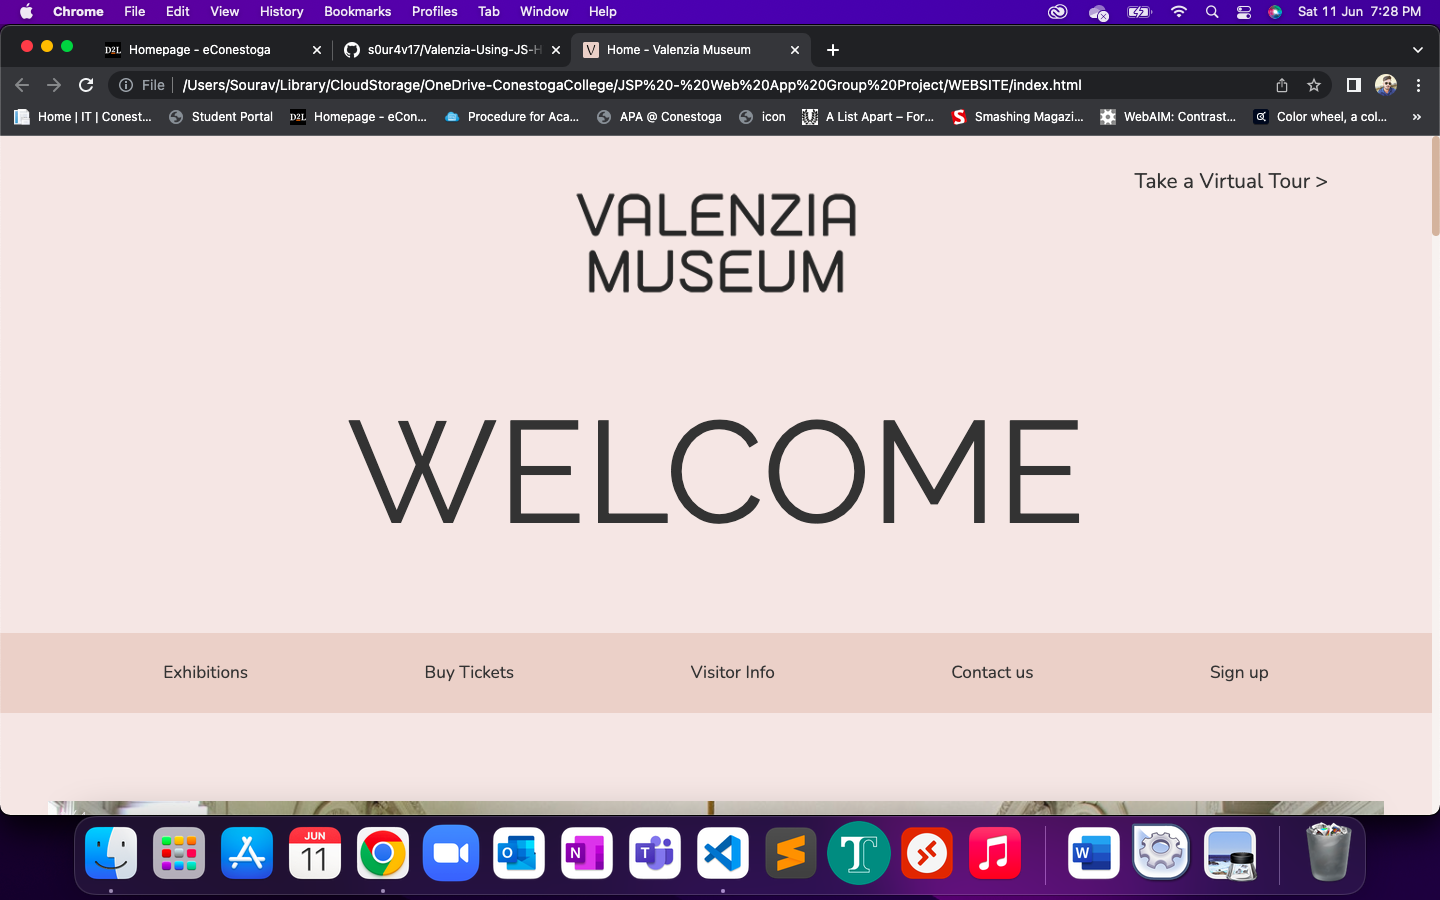 Chrome File Edit View History Bookmarks Profiles Tab Window Help Sat 11 Jun 7:28 PM
D2L Homepage - eConestoga s0ur4v17/Valenzia-Using-JS-H V Home - Valenzia Museum
File /Users/Sourav/Library/CloudStorage/OneDrive-ConestogaCollege/JSP%20-%20Web%20App%20Group%20Project/WEBSITE/index.html
Home | IT | Conest... Student Portal D2L Homepage - eCon... Procedure for Aca... APA @ Conestoga icon A List Apart – For... S Smashing Magazi... WebAIM: Contrast... Color wheel, a col... »
Take a Virtual Tour >
VALENZIA
MUSEUM
WELCOME
Exhibitions Buy Tickets Visitor Info Contact us Sign up
JUN
11
O N T S T W